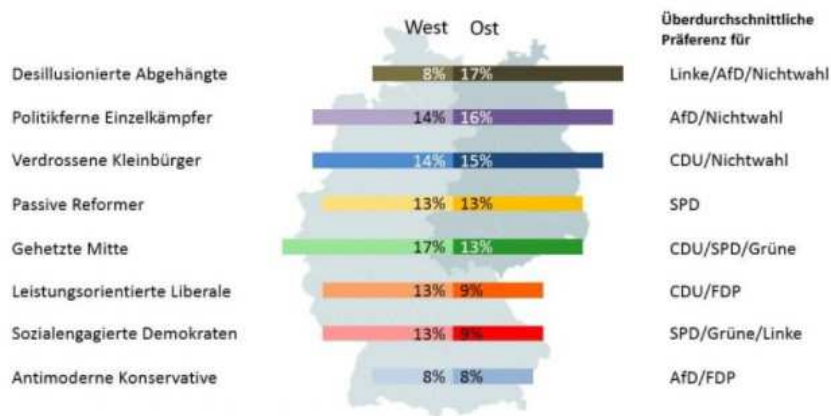 West Ost
Überdurchschnittliche
Präferenz für
Desillusionierte Abgehängte 8% 17% Linke/AfD/Nichtwahl
Politikferne Einzelkämpfer 14% 16% AfD/Nichtwahl
Verdrossene Kleinbürger 14% 15% CDU/Nichtwahl
Passive Reformer 13% 13% SPD
Gehetzte Mitte 17% 13% CDU/SPD/Grüne
Leistungsorientierte Liberale 13% 9% CDU/FDP
Sozialengagierte Demokraten 13% 9% SPD/Grüne/Linke
Antimoderne Konservative 8% 8% AfD/FDP